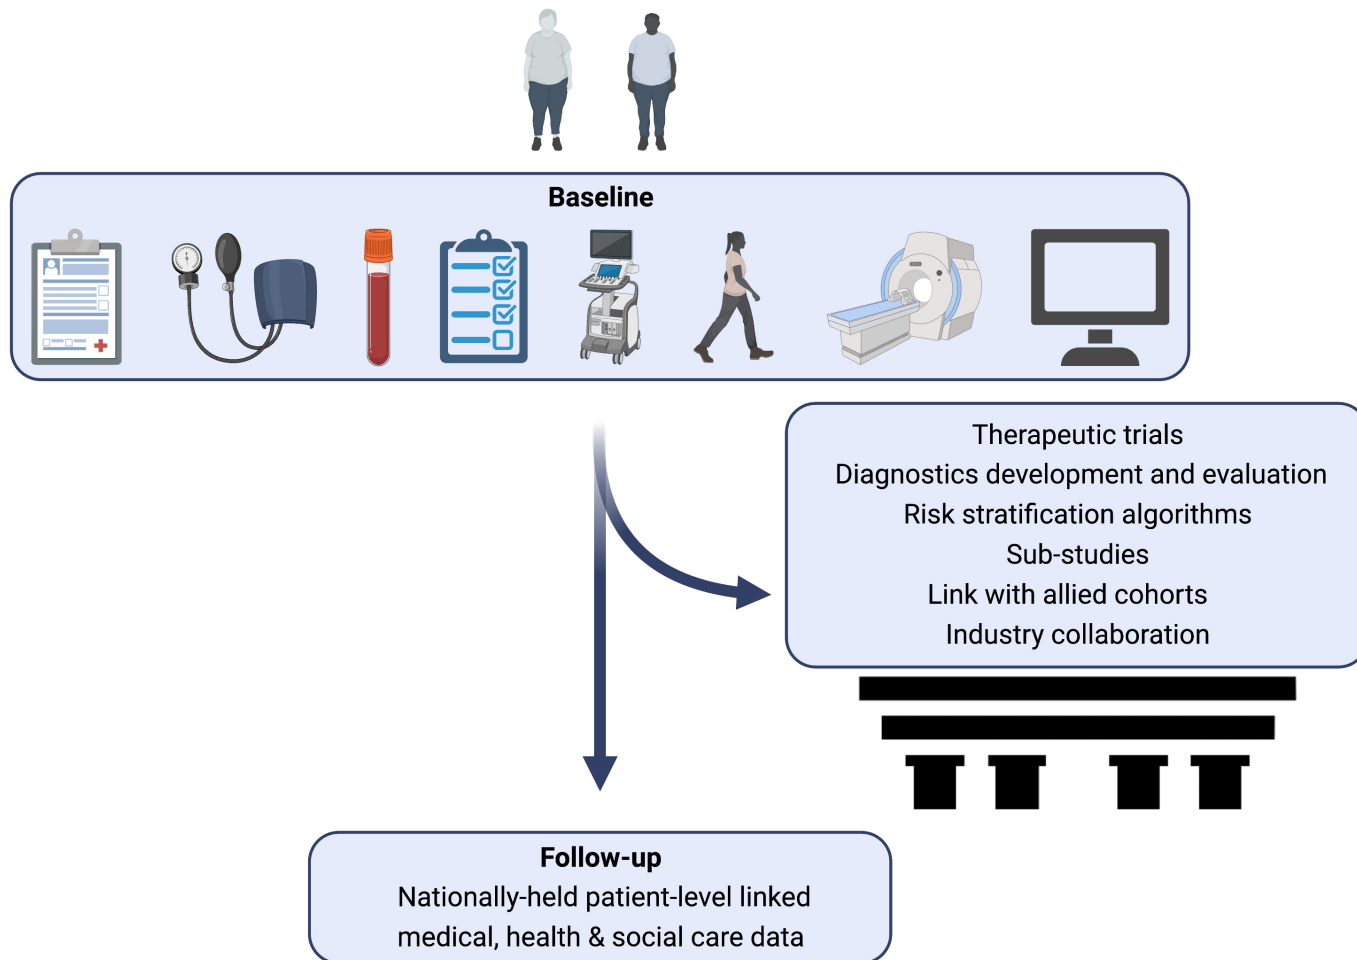 Baseline
Therapeutic trials
Diagnostics development and evaluation
Risk stratification algorithms
Sub-studies
Link with allied cohorts
Industry collaboration
Follow-up
Nationally-held patient-level linked
medical, health & social care data